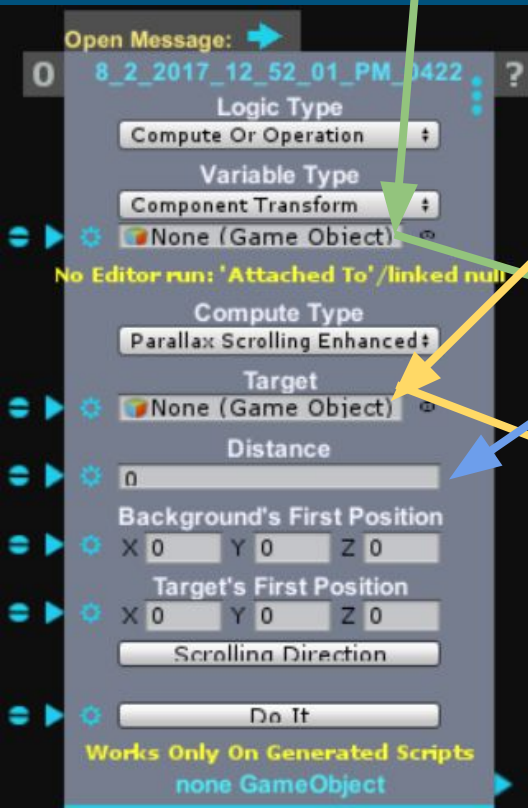 Open Message:
0 8_2_2017_12_52_01_PM_0422 ?
Logic Type
Compute Or Operation
Variable Type
Component Transform
None (Game Object)
No Editor run: 'Attached To'/linked null
Compute Type
Parallax Scrolling Enhanced
Target
None (Game Object)
Distance
0
Background's First Position
X 0 Y 0 Z 0
Target's First Position
X 0 Y 0 Z 0
Scrolling Direction
Do It
Works Only On Generated Scripts
none GameObject